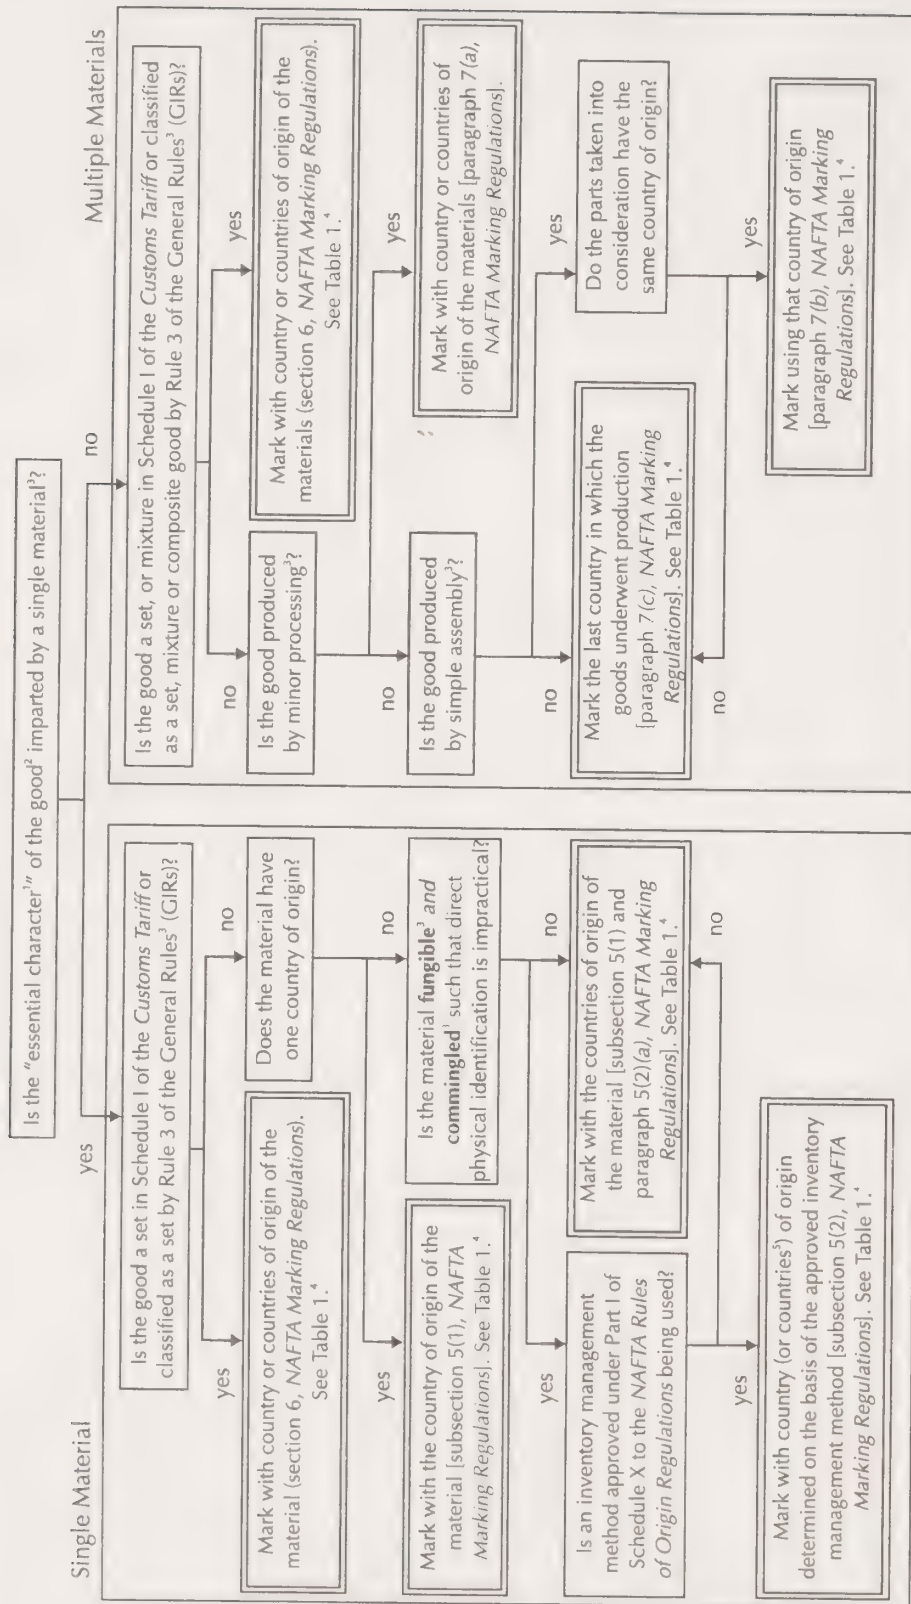 Is the "essential character¹" of the good² imparted by a single material³?
yes
no
Single Material
Is the good a set in Schedule I of the Customs Tariff or
classified as a set by Rule 3 of the General Rules³ (GIRs)?
yes
no
Mark with country or countries of origin of the
material (section 6, NAFTA Marking Regulations).
See Table 1.⁴
Does the material have
one country of origin?
yes
no
Mark with the country of origin of the
material [subsection 5(1), NAFTA
Marking Regulations]. See Table 1.⁴
Is the material fungible³ and
commingled³ such that direct
physical identification is impractical?
yes
no
Is an inventory management
method approved under Part I of
Schedule X to the NAFTA Rules
of Origin Regulations being used?
Mark with the countries of origin of
the material [subsection 5(1) and
paragraph 5(2)(a), NAFTA Marking
Regulations]. See Table 1.⁴
yes
no
Mark with country (or countries⁵) of origin
determined on the basis of the approved inventory
management method [subsection 5(2), NAFTA
Marking Regulations]. See Table 1.⁴
Multiple Materials
Is the good a set, or mixture in Schedule I of the Customs Tariff or classified
as a set, mixture or composite good by Rule 3 of the General Rules³ (GIRs)?
no
yes
Is the good produced
by minor processing³?
Mark with country or countries of origin of the
materials (section 6, NAFTA Marking Regulations).
See Table 1.⁴
no
yes
Is the good produced
by simple assembly³?
Mark with country or countries of
origin of the materials [paragraph 7(a),
NAFTA Marking Regulations].
no
yes
Mark the last country in which the
goods underwent production
[paragraph 7(c), NAFTA Marking
Regulations]. See Table 1.⁴
Do the parts taken into
consideration have the
same country of origin?
no
yes
Mark using that country of origin
[paragraph 7(b), NAFTA Marking
Regulations]. See Table 1.⁴